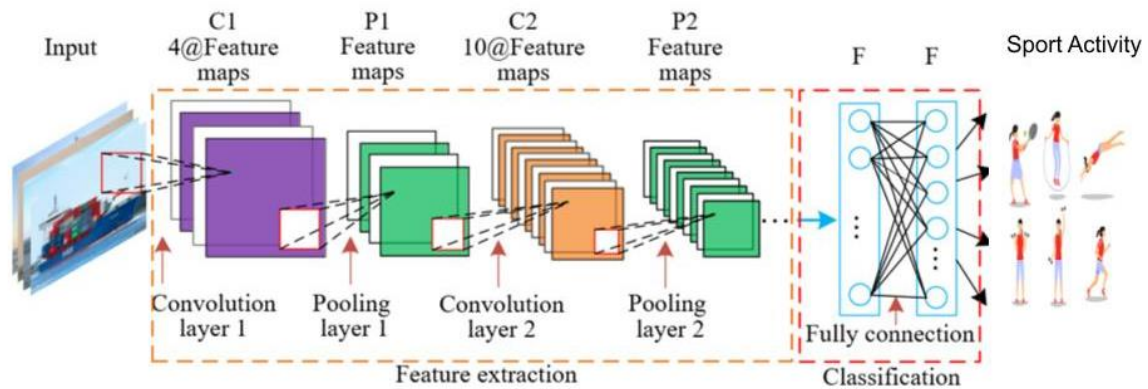 Input
C1
4@Feature
maps
P1
Feature
maps
C2
10@Feature
maps
P2
Feature
maps
F
F
Sport Activity
Convolution
layer 1
Pooling
layer 1
Convolution
layer 2
Pooling
layer 2
Fully connection
Feature extraction
Classification